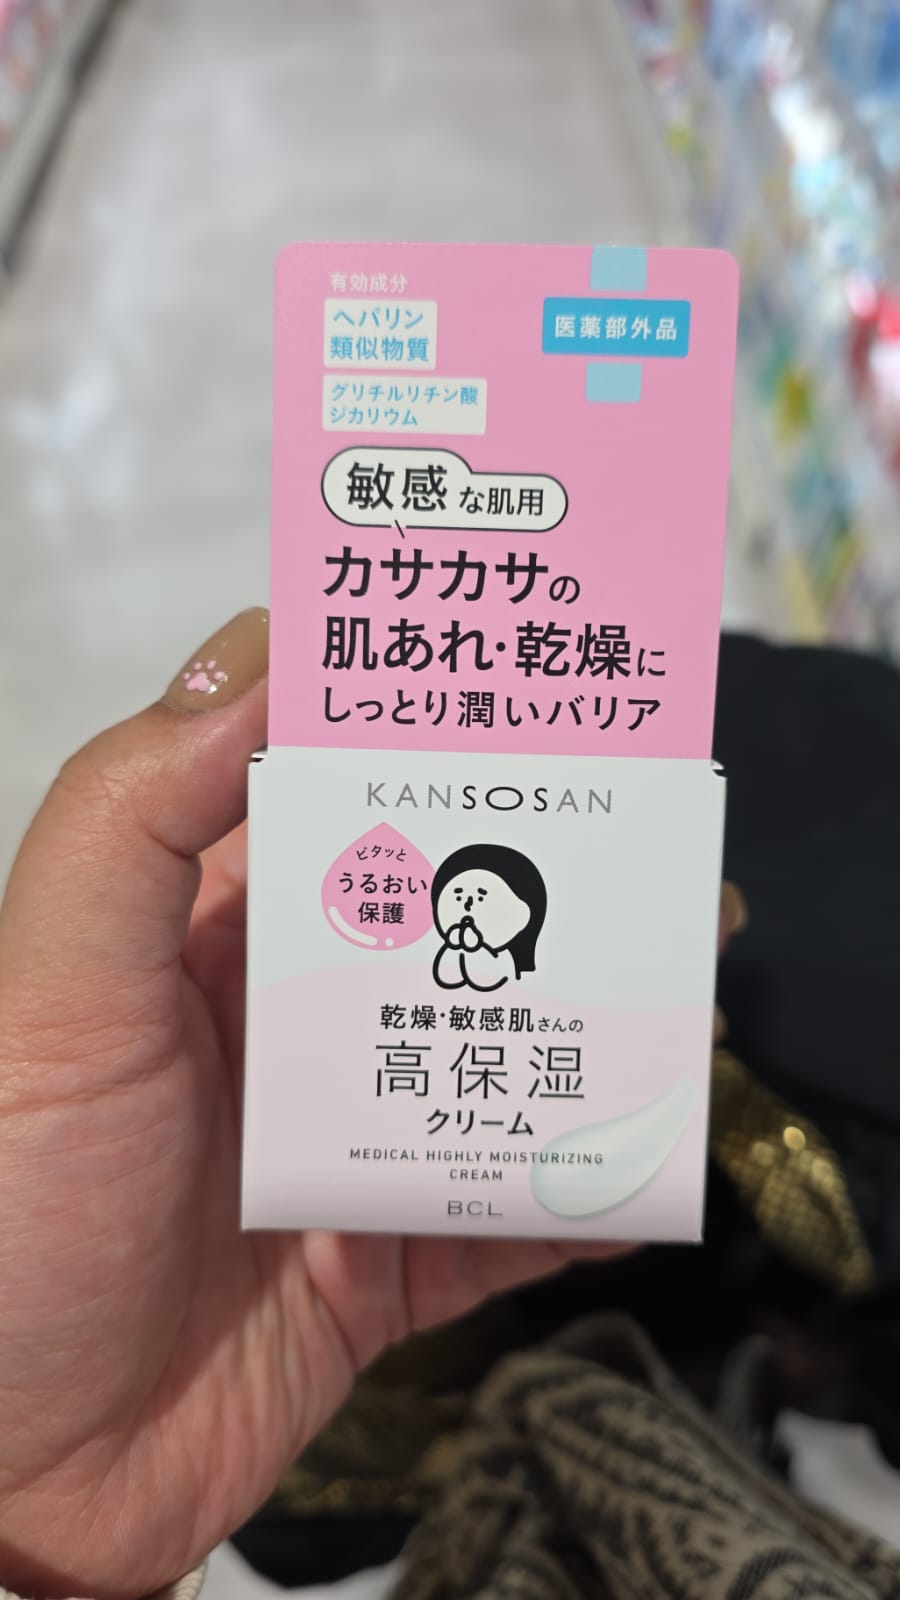 有効成分
ヘパリン
類似物質
医薬部外品
グリチルリチン酸
ジカリウム
敏感な肌用
カサカサの
肌あれ・乾燥に
しっとり潤いバリア
KANSOSAN
ピタッと
うるおい
保護
乾燥・敏感肌さんの
高保湿
クリーム
MEDICAL HIGHLY MOISTURIZING
CREAM
BCL